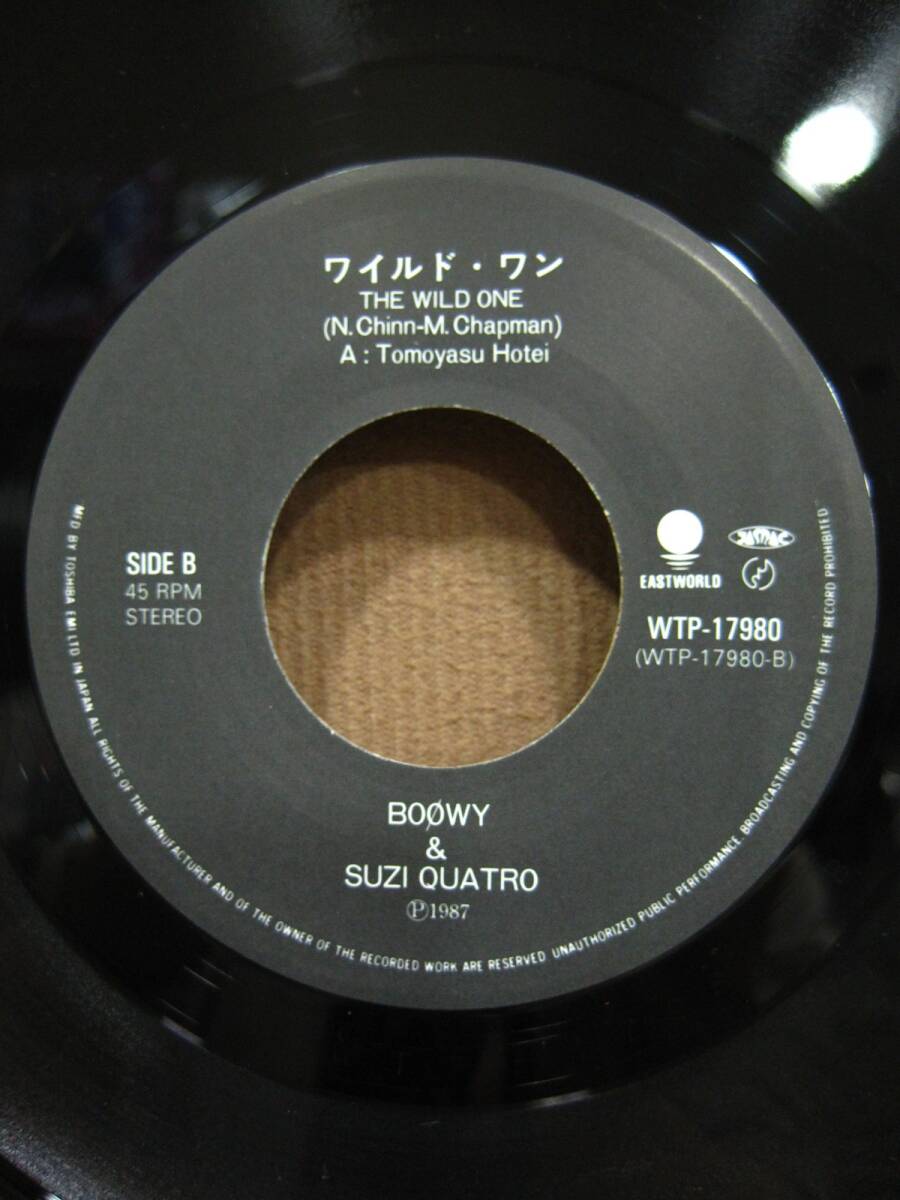 ワイルド・ワン
THE WILD ONE
(N. Chinn-M. Chapman)
A : Tomoyasu Hotei
SIDE B
45 RPM
STEREO
EASTWORLD
JASRAC
WTP-17980
(WTP-17980-B)
BOØWY
&
SUZI QUATRO
Ⓟ1987
MFD BY TOSHIBA EMI LTD IN JAPAN ALL RIGHTS OF THE MANUFACTURER AND OF THE OWNER OF THE RECORDED WORK ARE RESERVED UNAUTHORIZED PUBLIC PERFORMANCE. BROADCASTING AND COPYING OF THE RECORD PROHIBITED